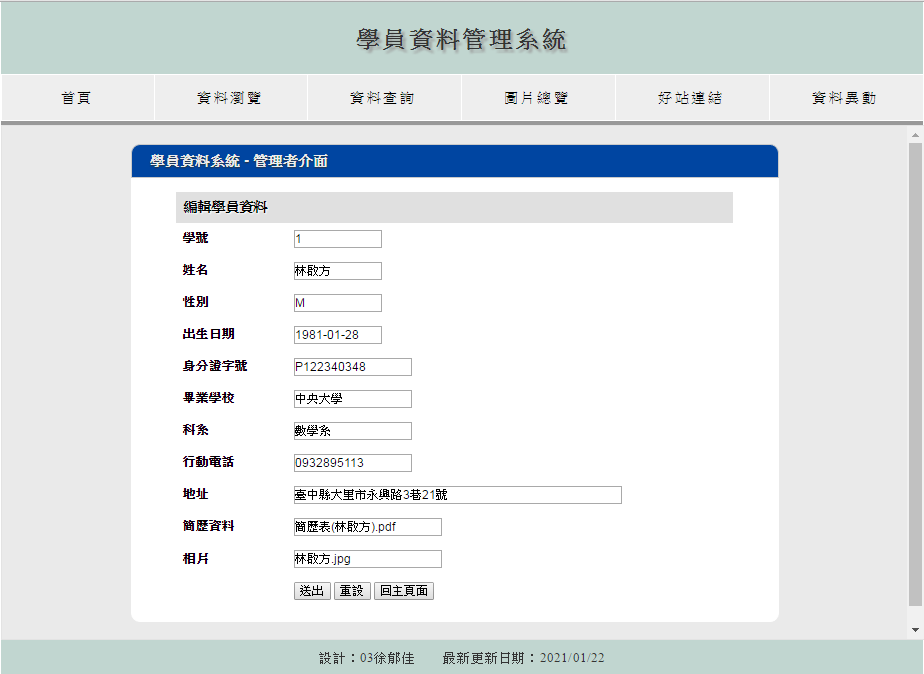 學員資料管理系統
首頁 資料瀏覽 資料查詢 圖片總覽 好站連結 資料異動
學員資料系統 - 管理者介面
編輯學員資料
學號 1
姓名 林啟方
性別 M
出生日期 1981-01-28
身分證字號 P122340348
畢業學校 中央大學
科系 數學系
行動電話 0932895113
地址 臺中縣大里市永興路3巷21號
簡歷資料 簡歷表(林啟方).pdf
相片 林啟方.jpg
送出 重設 回主頁面
設計：03徐郁佳 最新更新日期：2021/01/22